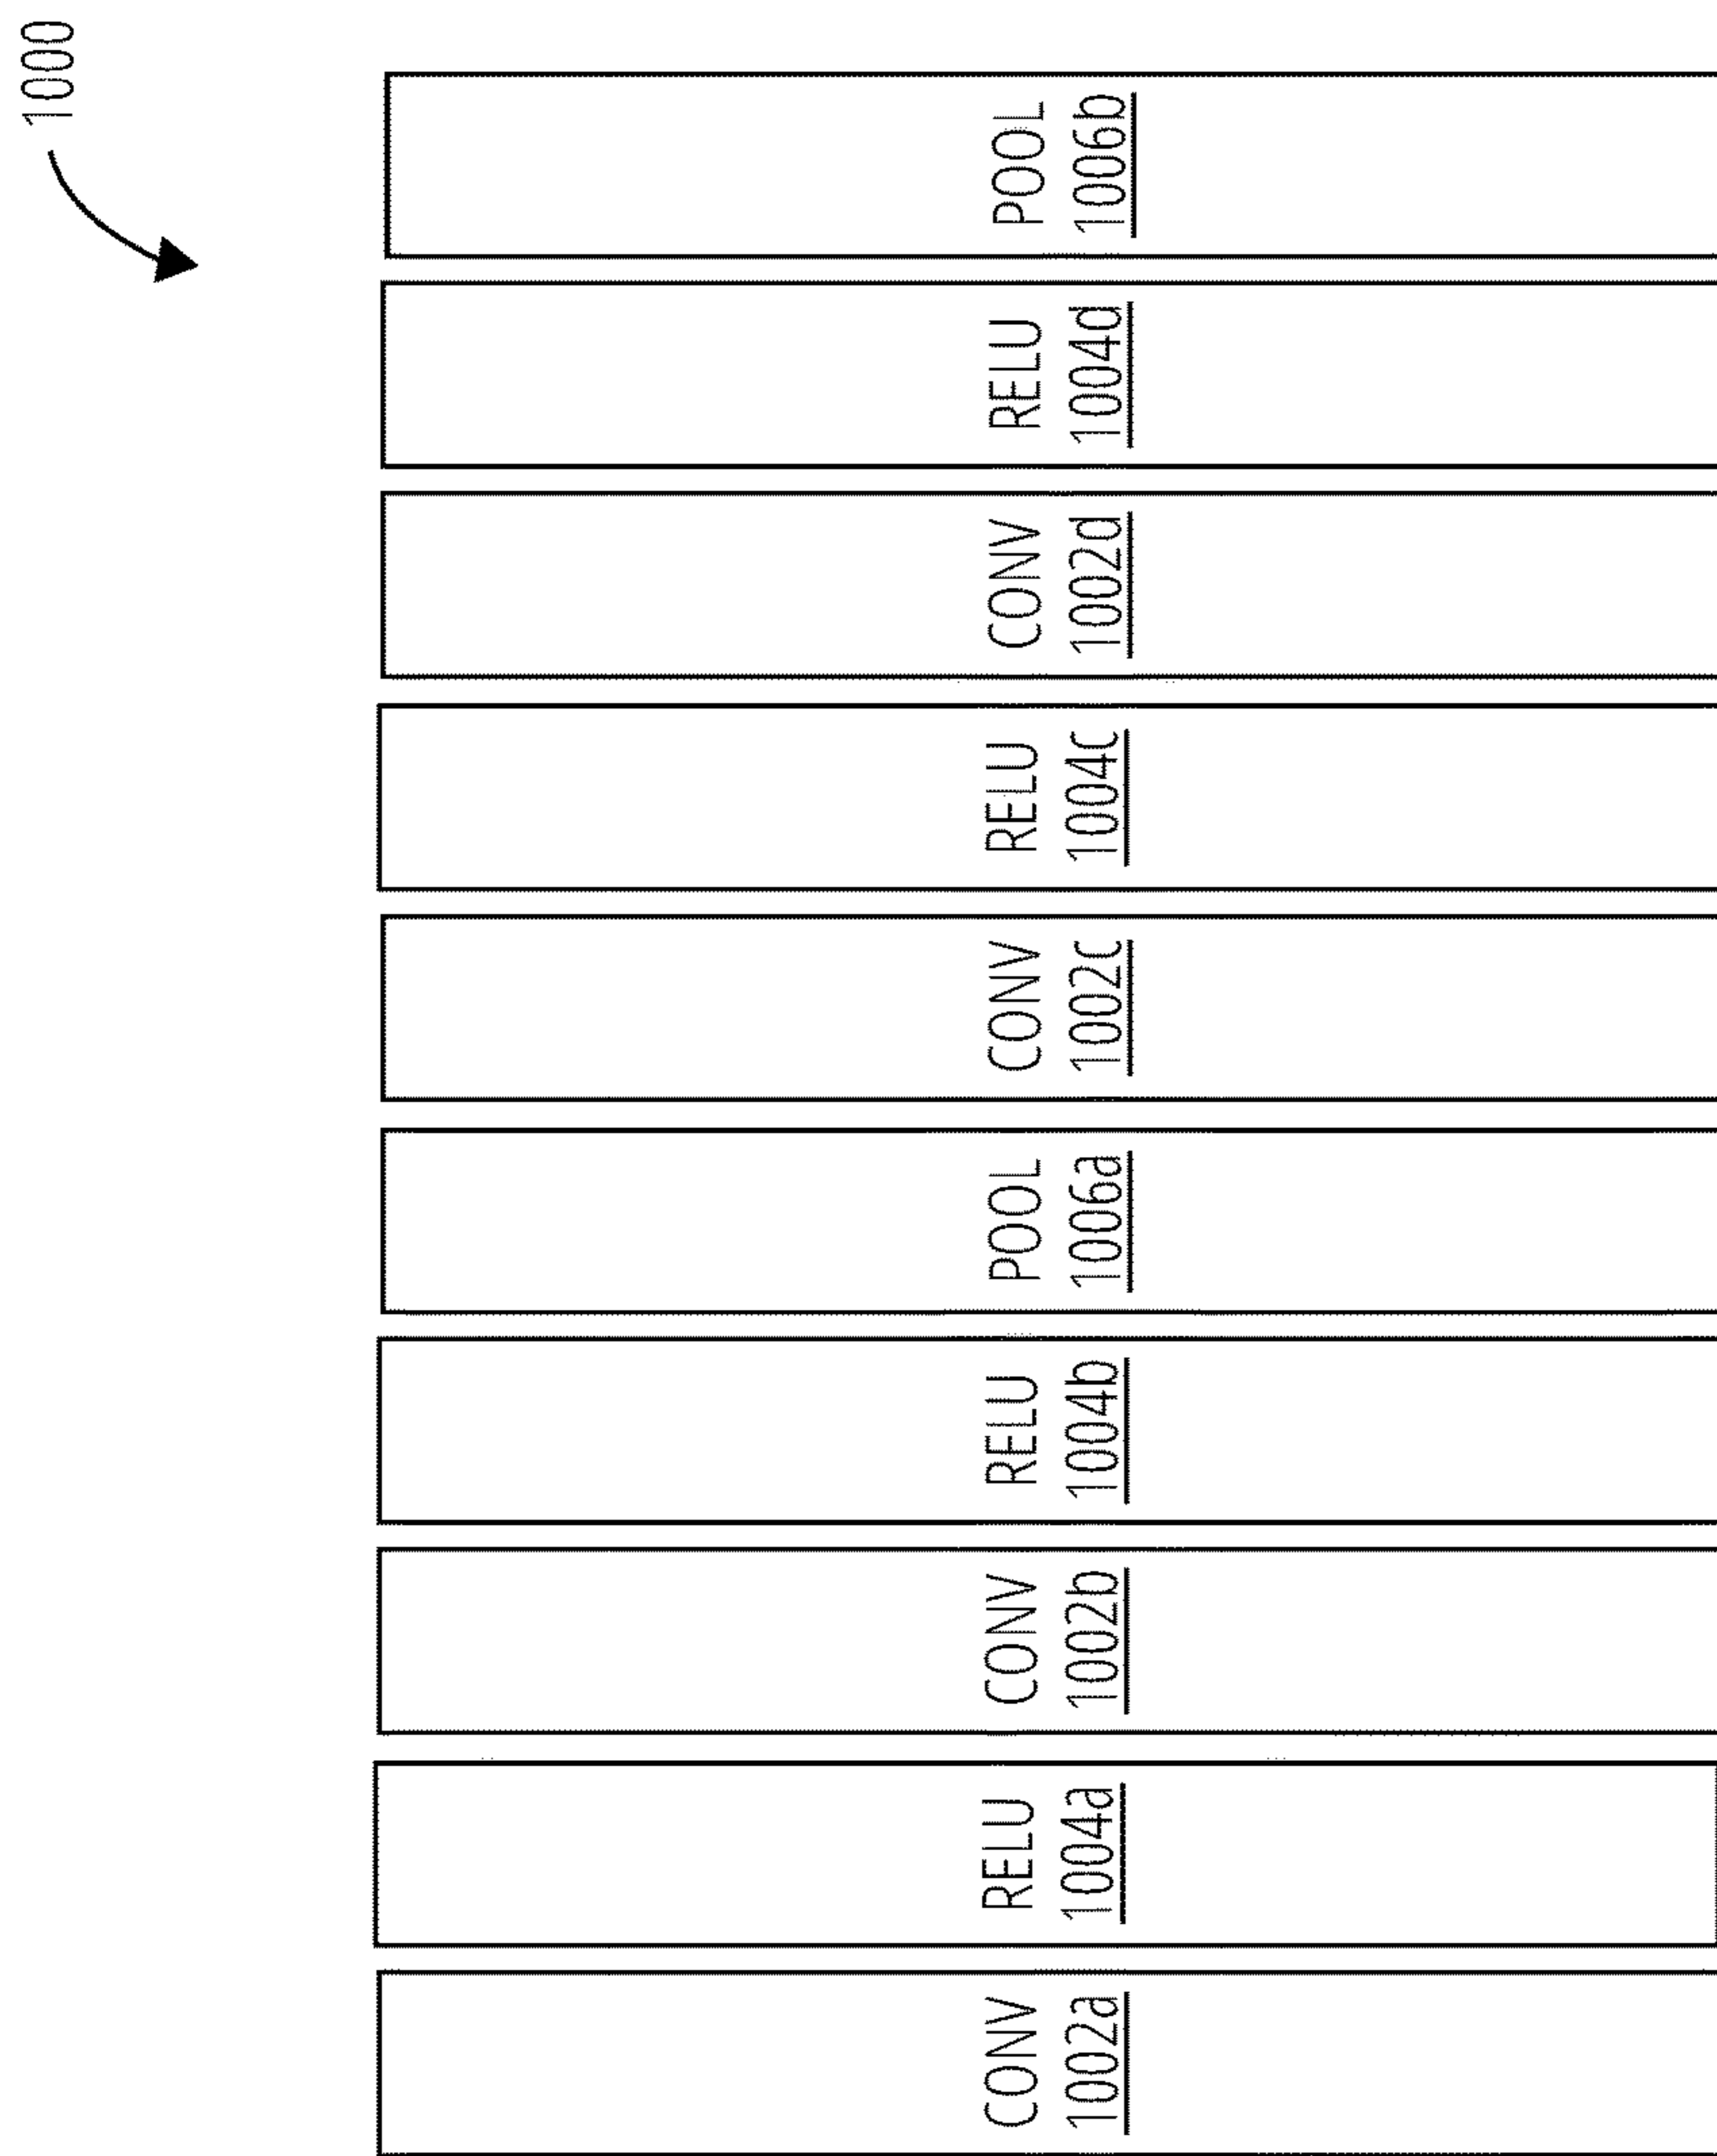 1000
CONV
1002a
RELU
1004a
CONV
1002b
RELU
1004b
POOL
1006a
CONV
1002c
RELU
1004c
CONV
1002d
RELU
1004d
POOL
1006b